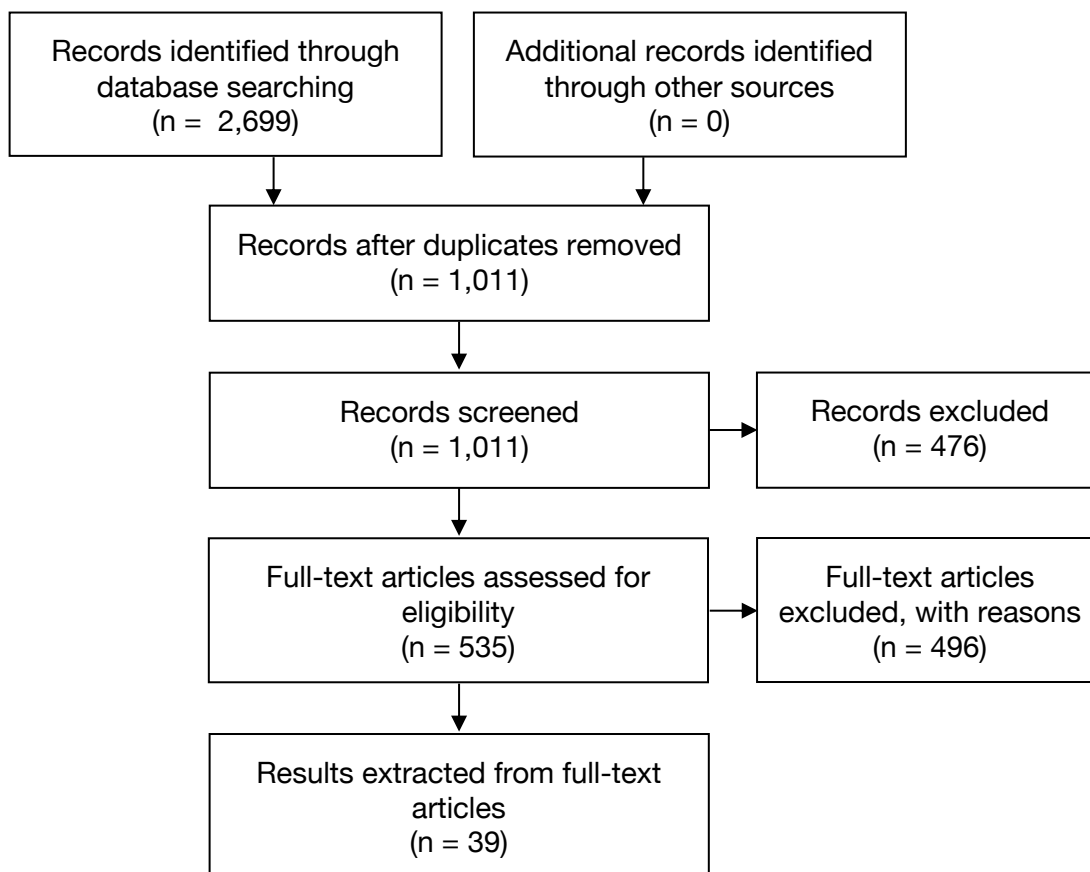 Records identified through
database searching
(n =  2,699)
Additional records identified
through other sources
(n = 0)
Records after duplicates removed
(n = 1,011)
Records screened
(n = 1,011)
Records excluded
(n = 476)
Full-text articles assessed for
eligibility
(n = 535)
Full-text articles
excluded, with reasons
(n = 496)
Results extracted from full-text
articles
(n = 39)